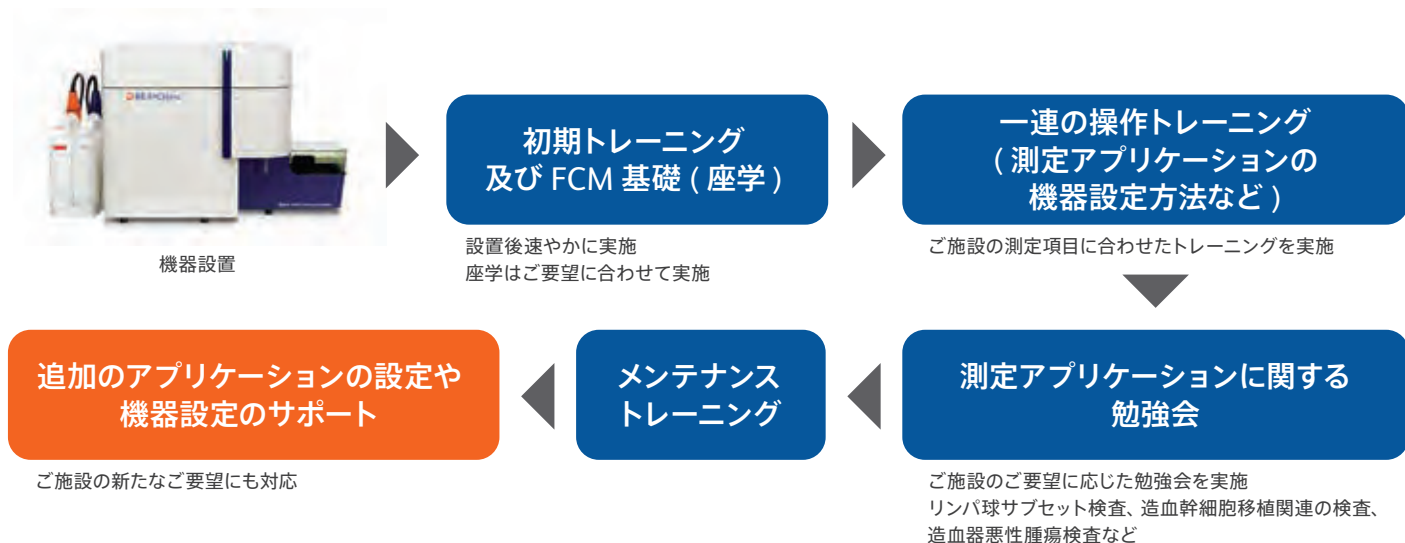 機器設置
初期トレーニング
及び FCM 基礎 ( 座学 )
設置後速やかに実施
座学はご要望に合わせて実施
一連の操作トレーニング
( 測定アプリケーションの
機器設定方法など )
ご施設の測定項目に合わせたトレーニングを実施
測定アプリケーションに関する
勉強会
ご施設のご要望に応じた勉強会を実施
リンパ球サブセット検査、造血幹細胞移植関連の検査、
造血器悪性腫瘍検査など
メンテナンス
トレーニング
追加のアプリケーションの設定や
機器設定のサポート
ご施設の新たなご要望にも対応